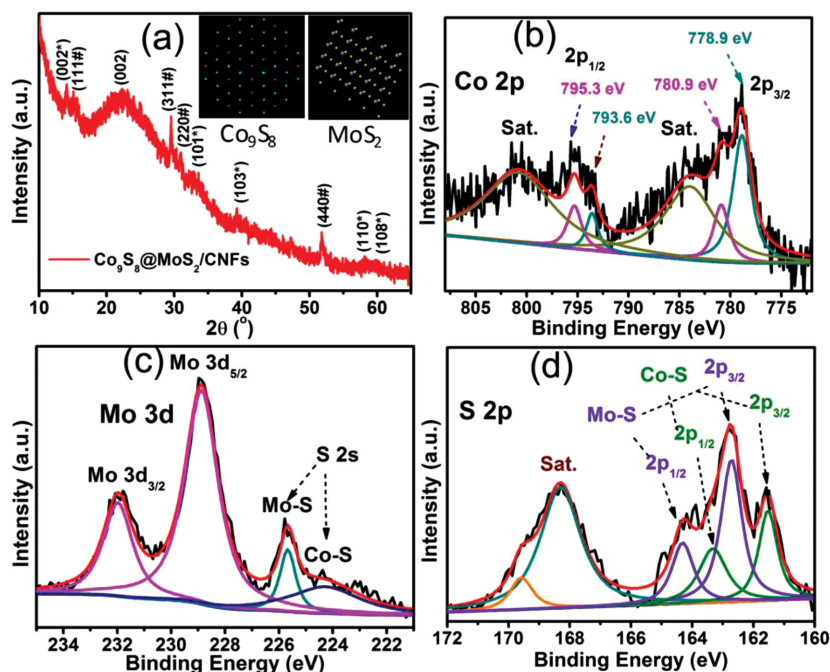 (a)
(002*)
(111#)
(002)
(311#)
(220#)
(101*)
(103*)
(440#)
(110*)
(108*)
Co₉S₈
MoS₂
Co₉S₈@MoS₂/CNFs
Intensity (a.u.)
10 20 30 40 50 60
2θ (°)
(b)
Co 2p
2p₁/₂
795.3 eV
793.6 eV
780.9 eV
778.9 eV
2p₃/₂
Sat.
Sat.
Intensity (a.u.)
805 800 795 790 785 780 775
Binding Energy (eV)
(c)
Mo 3d
Mo 3d₅/₂
Mo 3d₃/₂
S 2s
Mo-S
Co-S
Intensity (a.u.)
234 232 230 228 226 224 222
Binding Energy (eV)
(d)
S 2p
Co-S
2p₃/₂
Mo-S
2p₁/₂
2p₃/₂
2p₁/₂
Sat.
Intensity (a.u.)
172 170 168 166 164 162 160
Binding Energy (eV)